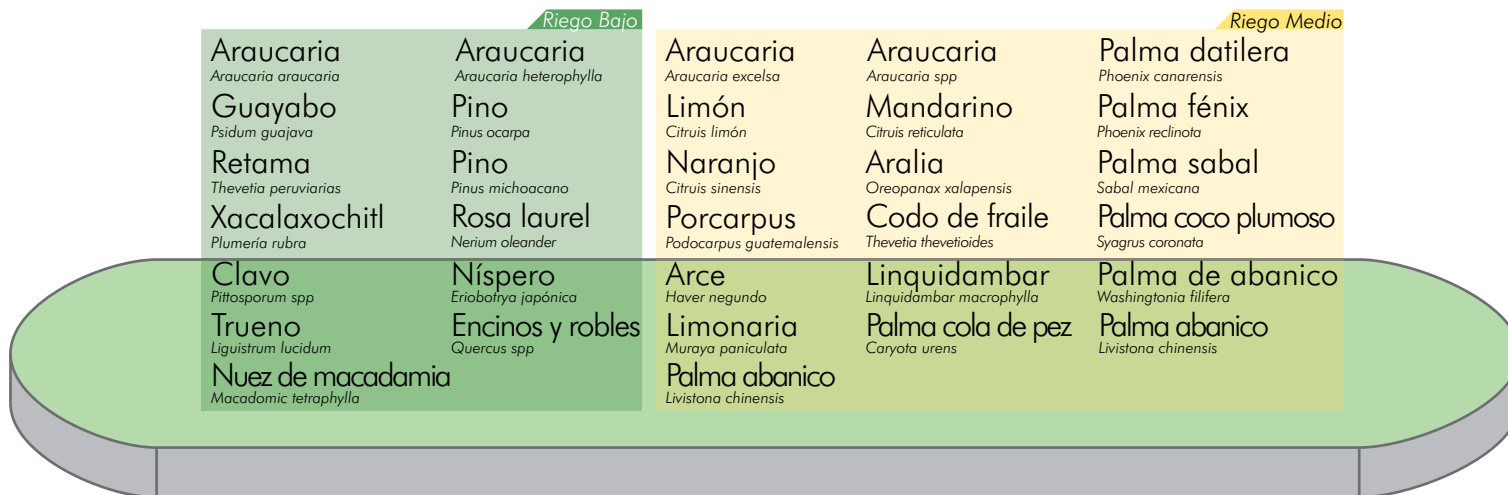 Riego Bajo
Araucaria
Araucaria araucaria
Guayabo
Psidum guajava
Retama
Thevetia peruviarias
Xacalaxochitl
Plumería rubra
Clavo
Pittosporum spp
Trueno
Liguistrum lucidum
Nuez de macadamia
Macadomic tetraphylla
Araucaria
Araucaria heterophylla
Pino
Pinus ocarpa
Pino
Pinus michoacano
Rosa laurel
Nerium oleander
Níspero
Eriobotrya japónica
Encinos y robles
Quercus spp
Riego Medio
Araucaria
Araucaria excelsa
Limón
Citruis limón
Naranjo
Citruis sinensis
Porcarpus
Podocarpus guatemalensis
Arce
Haver negundo
Limonaria
Muraya paniculata
Palma abanico
Livistona chinensis
Araucaria
Araucaria spp
Mandarino
Citruis reticulata
Aralia
Oreopanax xalapensis
Codo de fraile
Thevetia thevetioides
Linquidambar
Linquidambar macrophylla
Palma cola de pez
Caryota urens
Palma datilera
Phoenix canarensis
Palma fénix
Phoenix reclinota
Palma sabal
Sabal mexicana
Palma coco plumoso
Syagrus coronata
Palma de abanico
Washingtonia filifera
Palma abanico
Livistona chinensis